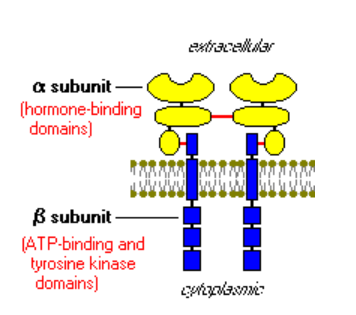 extracellular
α subunit
(hormone-binding
domains)
β subunit
(ATP-binding and
tyrosine kinase
domains)
cytoplasmic